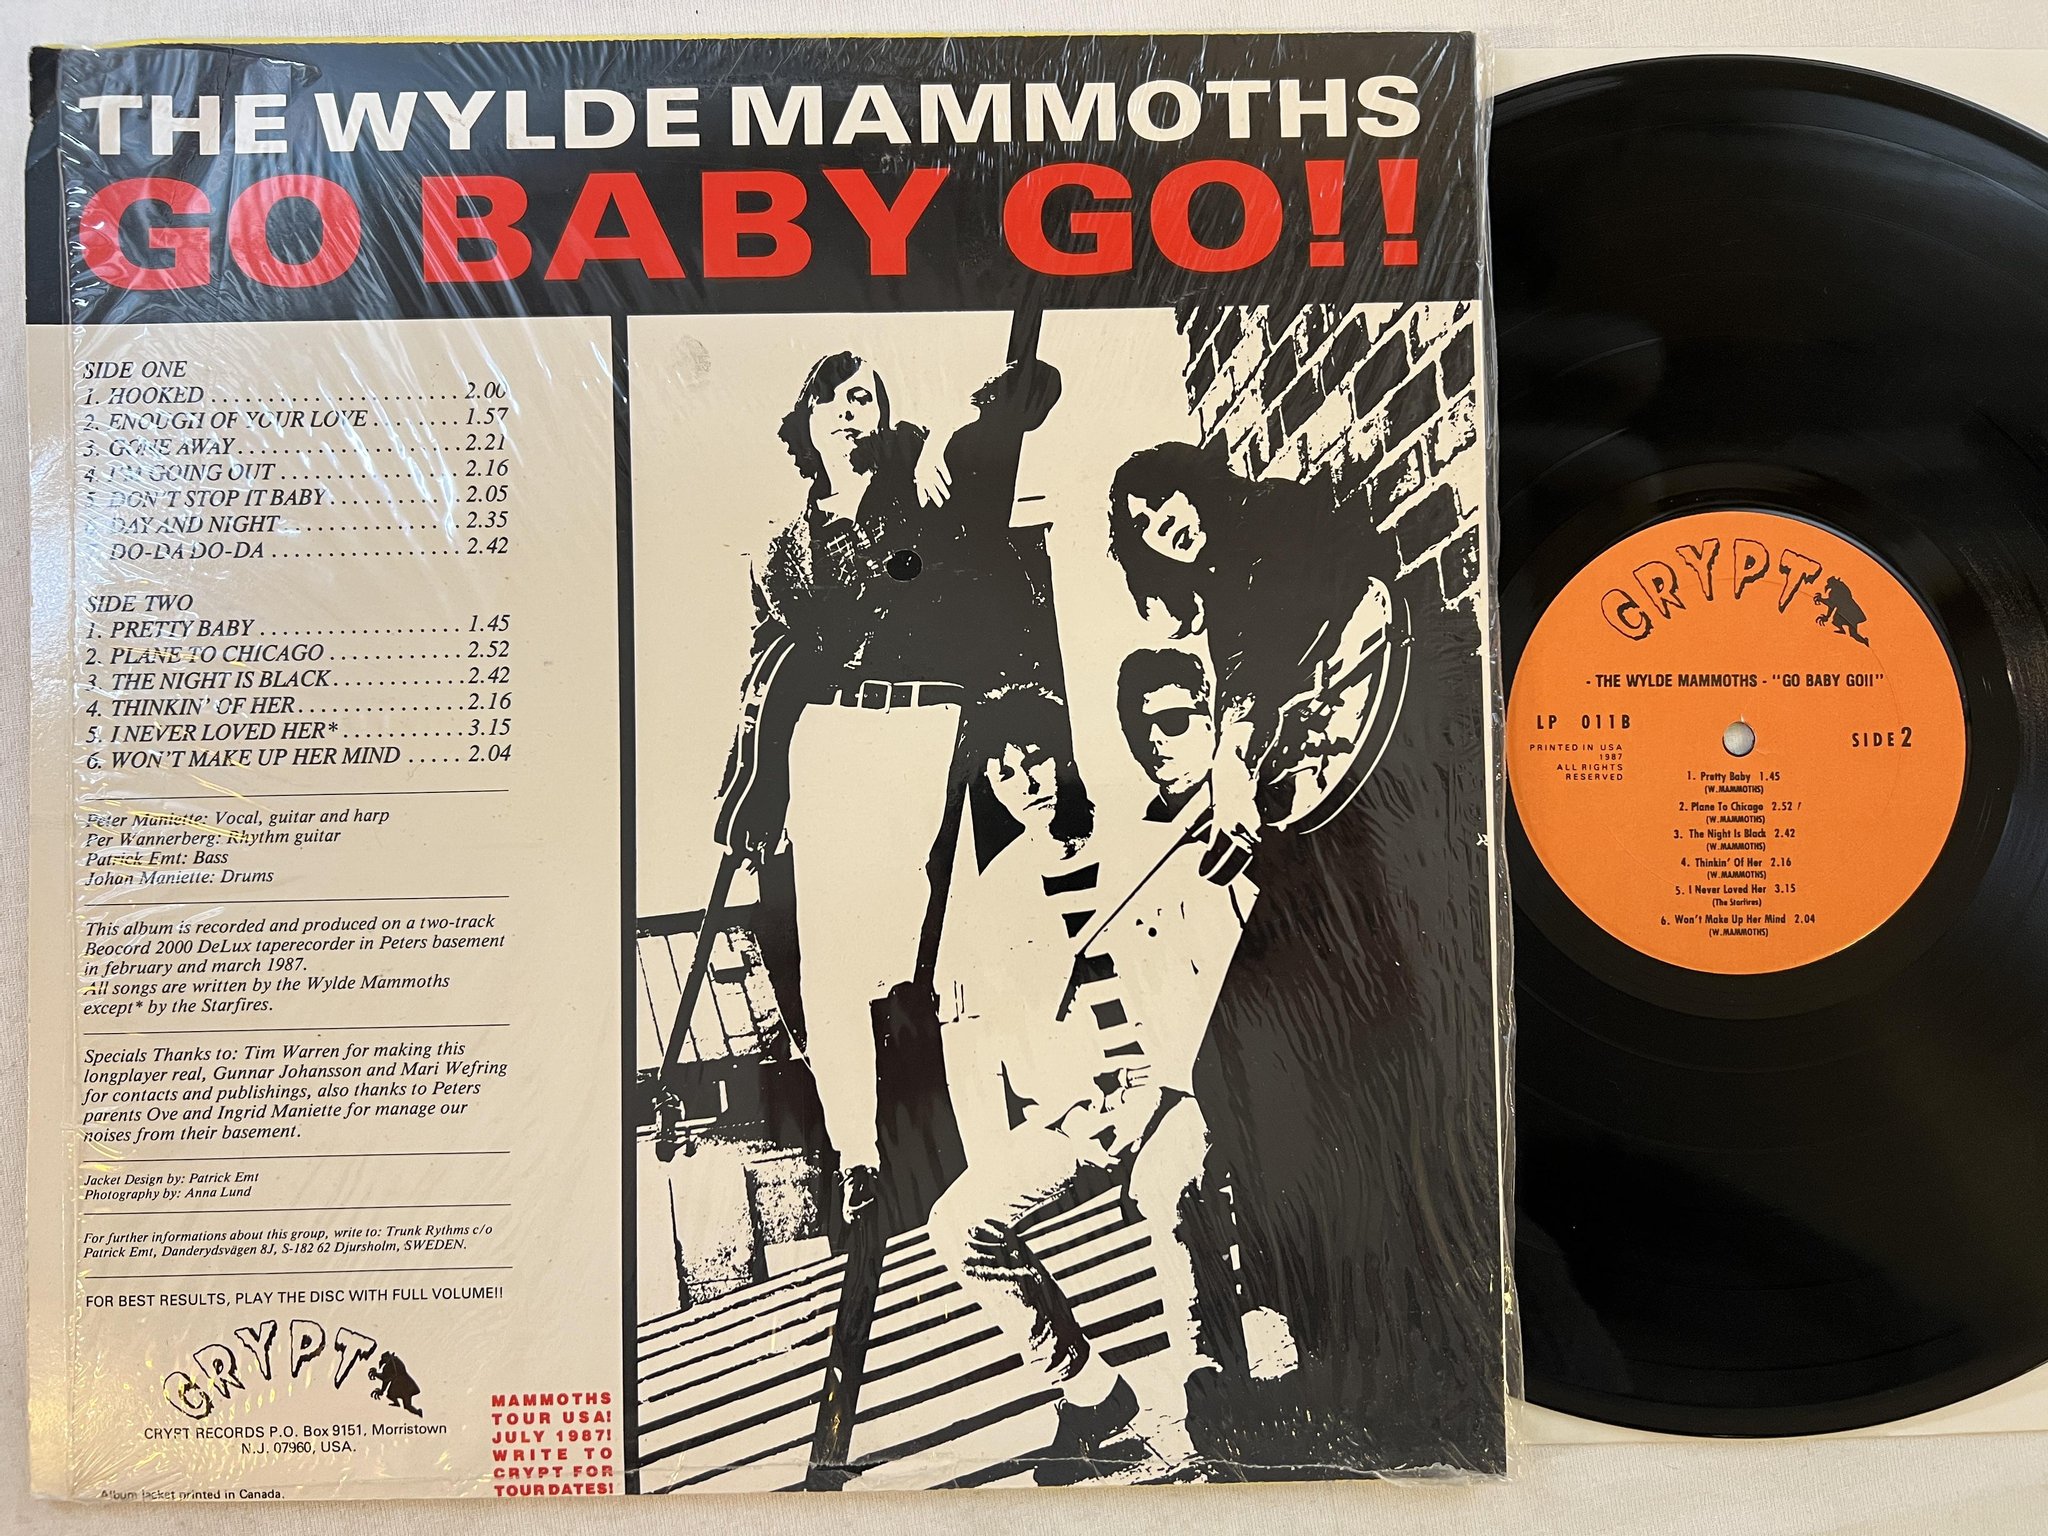 THE WYLDE MAMMOTHS
GO BABY GO!!
SIDE ONE
1. HOOKED ...................... 2.00
2. ENOUGH OF YOUR LOVE ........ 1.57
3. GONE AWAY ...................... 2.21
4. I'M GOING OUT ................ 2.16
5. DON'T STOP IT BABY ............ 2.05
6. DAY AND NIGHT ................ 2.35
7. DO-DA DO-DA ................. 2.42
SIDE TWO
1. PRETTY BABY .................. 1.45
2. PLANE TO CHICAGO ............ 2.52
3. THE NIGHT IS BLACK ............ 2.42
4. THINKIN' OF HER ............... 2.16
5. I NEVER LOVED HER* ........... 3.15
6. WON'T MAKE UP HER MIND ..... 2.04
Peter Maniette: Vocal, guitar and harp
Per Wannerberg: Rhythm guitar
Patrick Emt: Bass
Johan Maniette: Drums
This album is recorded and produced on a two-track
Beocord 2000 DeLux taperecorder in Peters basement
in february and march 1987.
All songs are written by the Wylde Mammoths
except* by the Starfires.
Specials Thanks to: Tim Warren for making this
longplayer real, Gunnar Johansson and Mari Wefring
for contacts and publishings, also thanks to Peters
parents Ove and Ingrid Maniette for manage our
noises from their basement.
Jacket Design by: Patrick Emt
Photography by: Anna Lund
For further informations about this group, write to: Trunk Rythms c/o
Patrick Emt, Danderydsvägen 8J, S-182 62 Djursholm, SWEDEN.
FOR BEST RESULTS, PLAY THE DISC WITH FULL VOLUME!!
CRYPT
CRYPT RECORDS P.O. Box 9151, Morristown
N.J. 07960, USA.
Album jacket printed in Canada.
MAMMOTHS
TOUR USA!
JULY 1987!
WRITE TO
CRYPT FOR
TOURDATES!
CRYPT
- THE WYLDE MAMMOTHS - "GO BABY GO!!"
LP 011B
SIDE 2
PRINTED IN USA
1987
ALL RIGHTS
RESERVED
1. Pretty Baby 1.45
(W.MAMMOTHS)
2. Plane To Chicago 2.52
(W.MAMMOTHS)
3. The Night Is Black 2.42
(W.MAMMOTHS)
4. Thinkin' Of Her 2.16
(W.MAMMOTHS)
5. I Never Loved Her 3.15
(The Starfires)
6. Won't Make Up Her Mind 2.04
(W.MAMMOTHS)